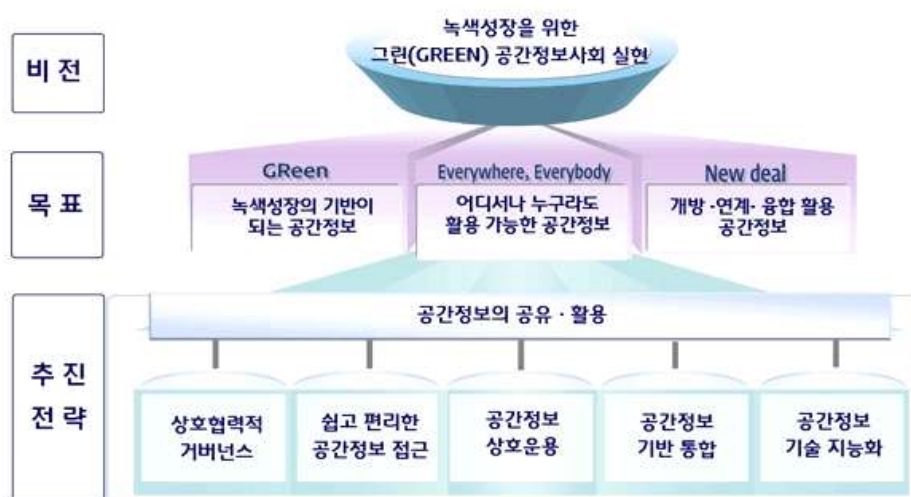 비 전
녹색성장을 위한
그린(GREEN) 공간정보사회 실현
목 표
GReen
녹색성장의 기반이
되는 공간정보
Everywhere, Everybody
어디서나 누구라도
활용 가능한 공간정보
New deal
개방 -연계- 융합 활용
공간정보
추 진
전 략
공간정보의 공유 · 활용
상호협력적
거버넌스
쉽고 편리한
공간정보 접근
공간정보
상호운용
공간정보
기반 통합
공간정보
기술 지능화